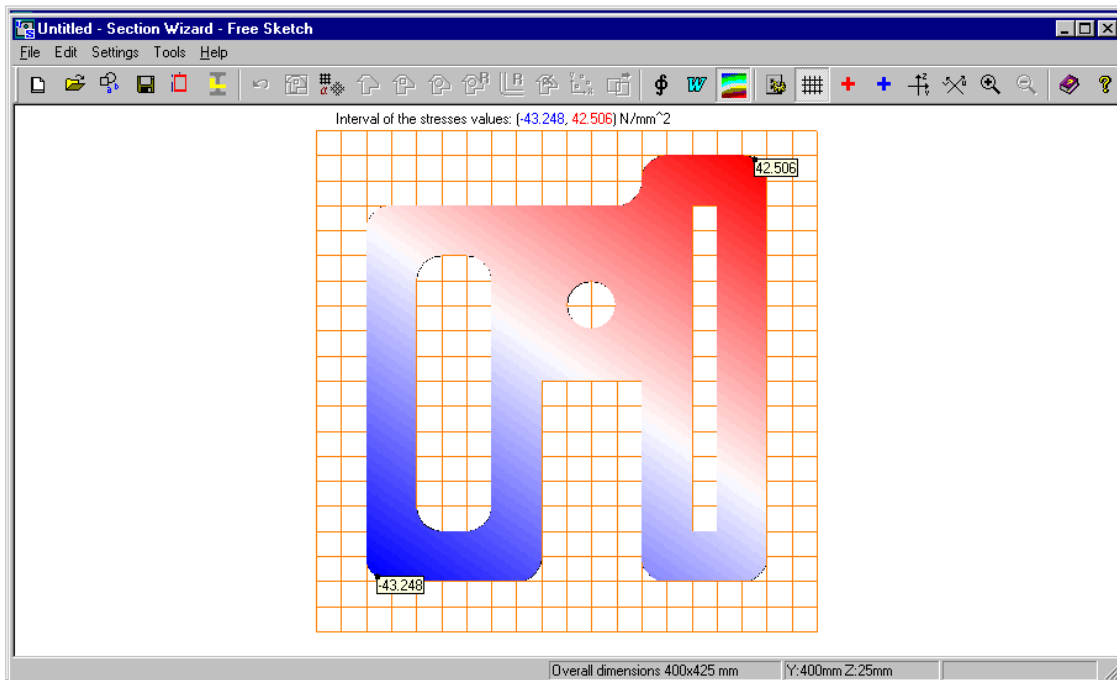 Untitled - Section Wizard - Free Sketch
File Edit Settings Tools Help
Interval of the stresses values: (-43.248, 42.506) N/mm^2
42.506
-43.248
Overall dimensions 400x425 mm Y:400mm Z:25mm